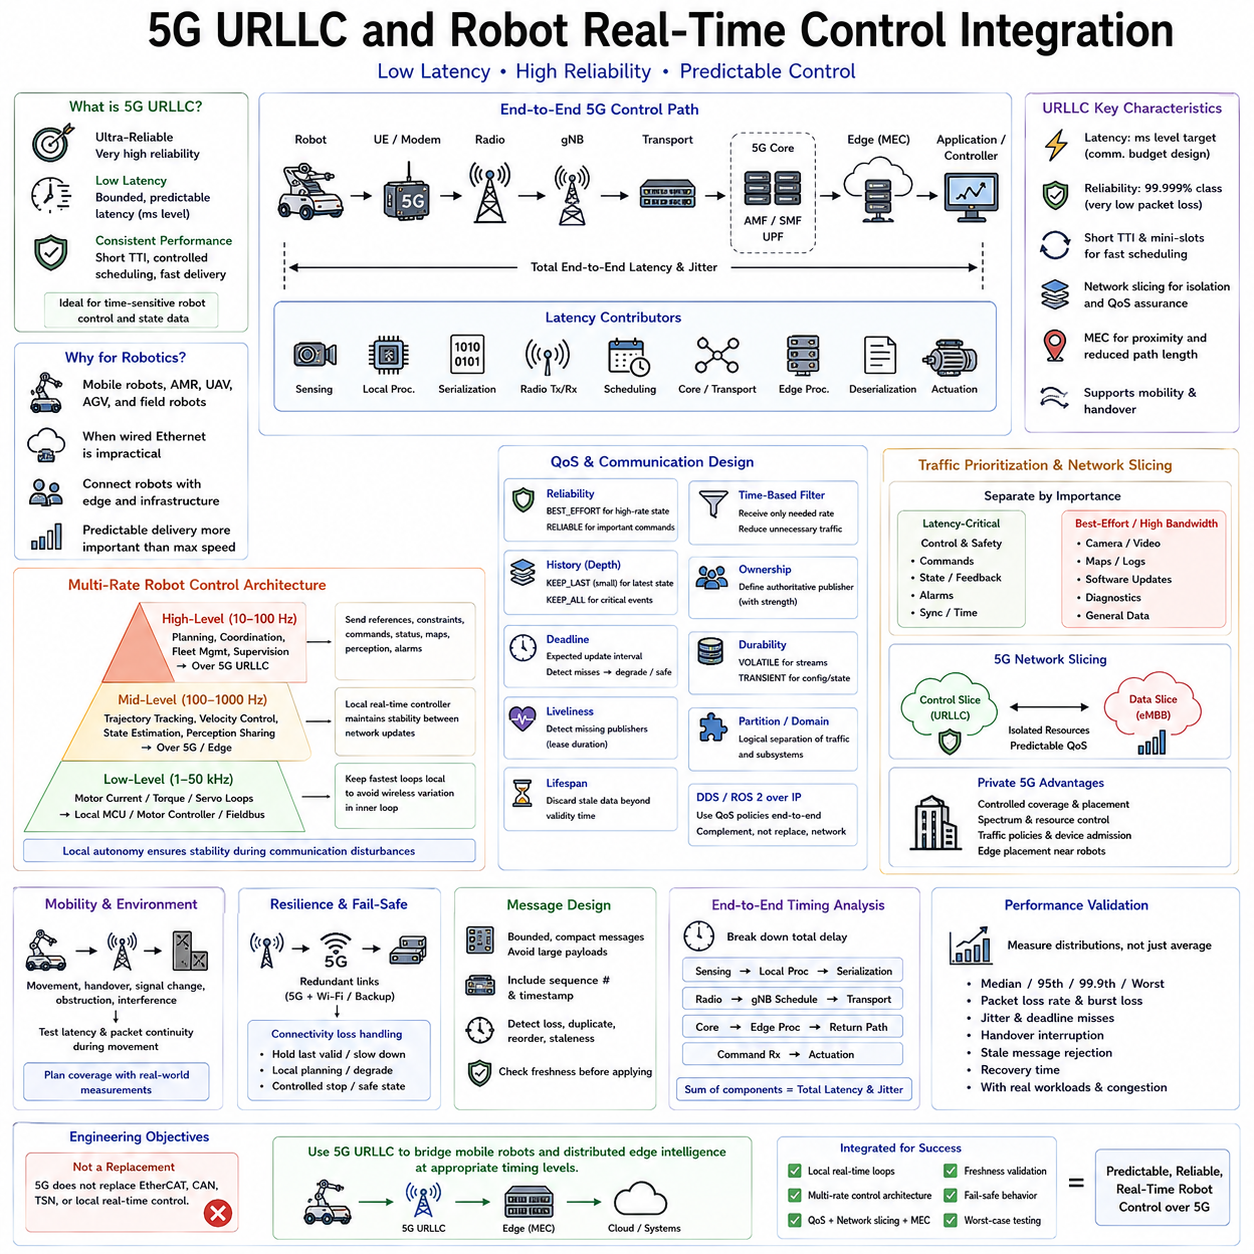 5G URLLC and Robot Real-Time Control Integration
Low Latency • High Reliability • Predictable Control
What is 5G URLLC?
Ultra-Reliable
Very high reliability
Low Latency
Bounded, predictable
latency (ms level)
Consistent Performance
Short TTI, controlled
scheduling, fast delivery
Ideal for time-sensitive robot
control and state data
End-to-End 5G Control Path
Robot
UE / Modem
Radio
gNB
Transport
5G Core
Edge (MEC)
Application /
Controller
5G
AMF / SMF
UPF
Total End-to-End Latency & Jitter
Latency Contributors
1010
0101
Sensing
Local Proc.
Serialization
Radio Tx/Rx
Scheduling
Core / Transport
Edge Proc.
Deserialization
Actuation
URLLC Key Characteristics
Latency: ms level target
(comm. budget design)
Reliability: 99.999% class
(very low packet loss)
Short TTI & mini-slots
for fast scheduling
Network slicing for isolation
and QoS assurance
MEC for proximity and
reduced path length
Supports mobility &
handover
Why for Robotics?
Mobile robots, AMR, UAV,
AGV, and field robots
When wired Ethernet
is impractical
Connect robots with
edge and infrastructure
Predictable delivery more
important than max speed
Multi-Rate Robot Control Architecture
High-Level (10–100 Hz)
Planning, Coordination,
Fleet Mgmt, Supervision
→ Over 5G URLLC
Send references, constraints,
commands, status, maps,
perception, alarms
Mid-Level (100–1000 Hz)
Trajectory Tracking, Velocity Control,
State Estimation, Perception Sharing
→ Over 5G / Edge
Local real-time controller
maintains stability between
network updates
Low-Level (1–50 kHz)
Motor Current / Torque / Servo Loops
→ Local MCU / Motor Controller / Fieldbus
Keep fastest loops local
to avoid wireless variation
in inner loop
Local autonomy ensures stability during communication disturbances
QoS & Communication Design
Reliability
BEST_EFFORT for high-rate state
RELIABLE for important commands
History (Depth)
KEEP_LAST (small) for latest state
KEEP_ALL for critical events
Deadline
Expected update interval
Detect misses → degrade / safe
Liveliness
Detect missing publishers
(lease duration)
Lifespan
Discard stale data beyond
validity time
Time-Based Filter
Receive only needed rate
Reduce unnecessary traffic
Ownership
Define authoritative publisher
(with strength)
Durability
VOLATILE for streams
TRANSIENT for config/state
Partition / Domain
Logical separation of traffic
and subsystems
DDS / ROS 2 over IP
Use QoS policies end-to-end
Complement, not replace, network
Traffic Prioritization & Network Slicing
Separate by Importance
Latency-Critical
Control & Safety
• Commands
• State / Feedback
• Alarms
• Sync / Time
Best-Effort / High Bandwidth
• Camera / Video
• Maps / Logs
• Software Updates
• Diagnostics
• General Data
5G Network Slicing
Control Slice
(URLLC)
Isolated Resources
Predictable QoS
Data Slice
(eMBB)
Private 5G Advantages
Controlled coverage & placement
Spectrum & resource control
Traffic policies & device admission
Edge placement near robots
Mobility & Environment
Movement, handover, signal change,
obstruction, interference
Test latency & packet continuity
during movement
Plan coverage with real-world
measurements
Resilience & Fail-Safe
5G
Redundant links
(5G + Wi-Fi / Backup)
Connectivity loss handling
• Hold last valid / slow down
• Local planning / degrade
• Controlled stop / safe state
Message Design
Bounded, compact messages
Avoid large payloads
Include sequence #
& timestamp
Detect loss, duplicate,
reorder, staleness
Check freshness before applying
End-to-End Timing Analysis
Break down total delay
Sensing → Local Proc → Serialization
Radio → gNB Schedule → Transport
Core → Edge Proc → Return Path
Command Rx → Actuation
Sum of components = Total Latency & Jitter
Performance Validation
Measure distributions, not just average
• Median / 95th / 99.9th / Worst
• Packet loss rate & burst loss
• Jitter & deadline misses
• Handover interruption
• Stale message rejection
• Recovery time
• With real workloads & congestion
Engineering Objectives
Not a Replacement
5G does not replace EtherCAT, CAN,
TSN, or local real-time control.
Use 5G URLLC to bridge mobile robots and distributed edge intelligence
at appropriate timing levels.
5G URLLC
Edge (MEC)
Cloud / Systems
Integrated for Success
Local real-time loops
Multi-rate control architecture
QoS + Network slicing + MEC
Freshness validation
Fail-safe behavior
Worst-case testing
=
Predictable, Reliable,
Real-Time Robot
Control over 5G